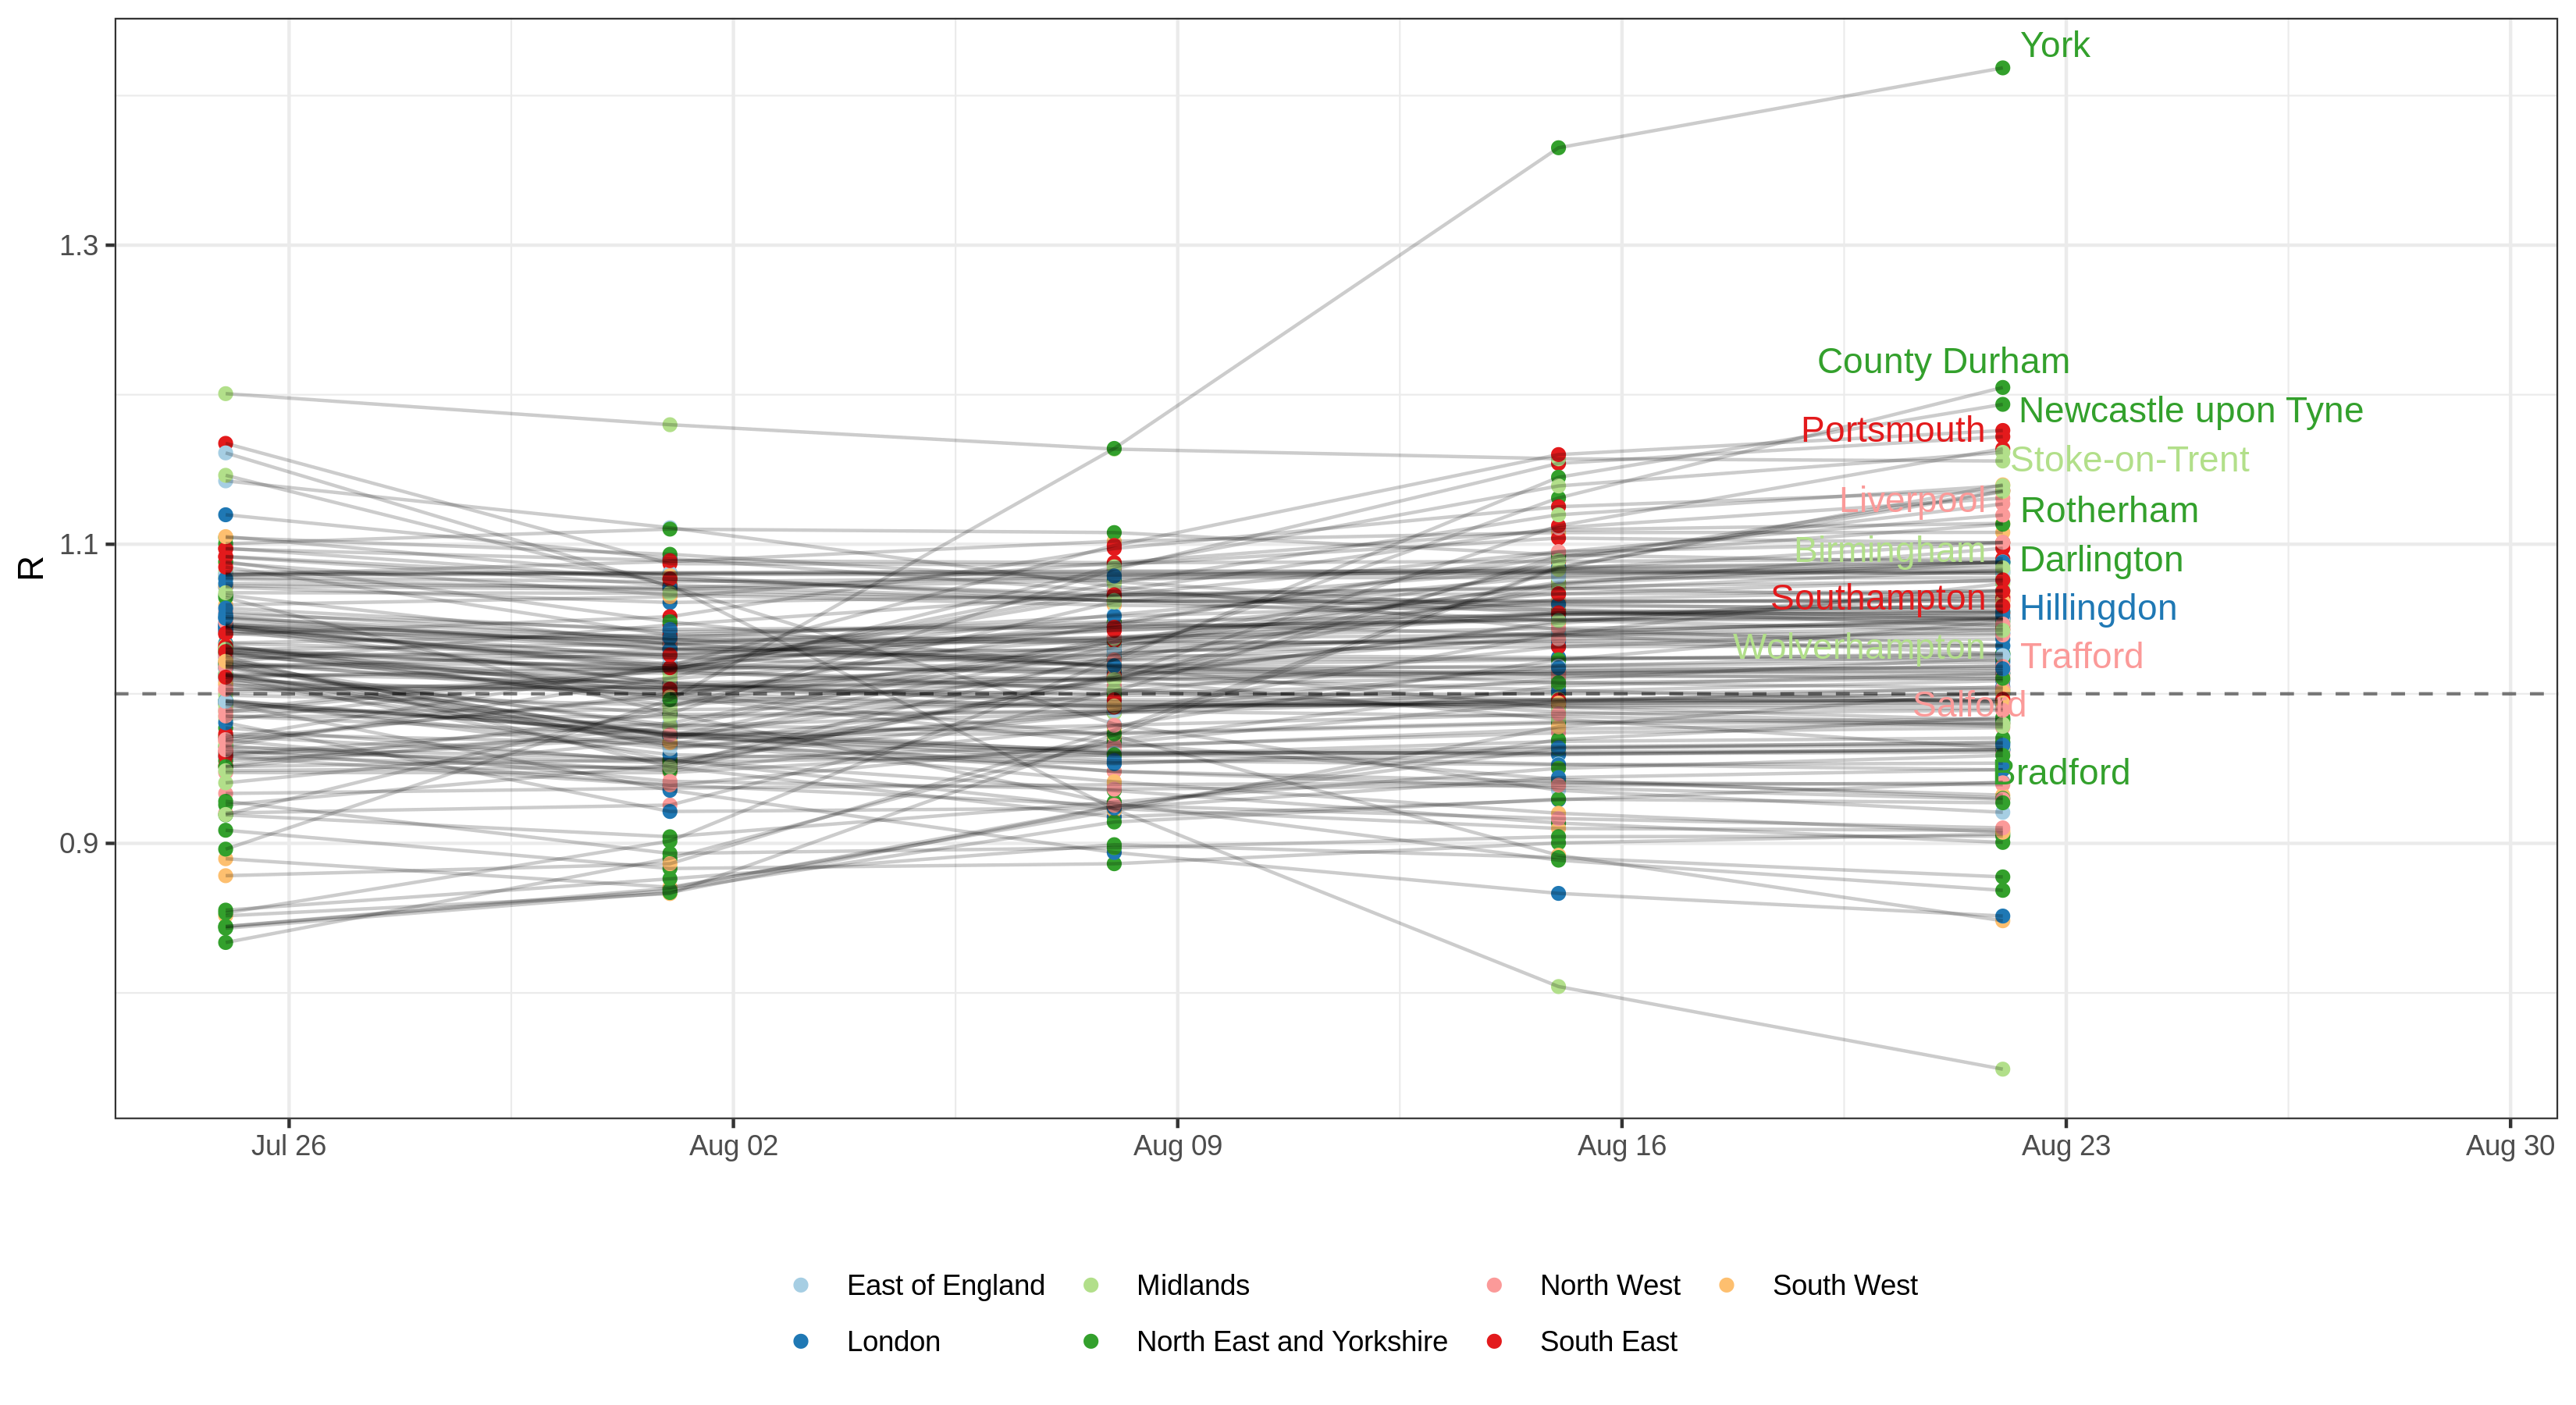 York
1.3
County Durham
Newcastle upon Tyne
Portsmouth
Stoke-on-Trent
Liverpool
Rotherham
1.1
Birmingham
Darlington
R
Southampton
Hillingdon
Wolverhampton
Trafford
Salford
Bradford
0.9
Jul 26
Aug 02
Aug 09
Aug 16
Aug 23
Aug 30
East of England
Midlands
North West
South West
London
North East and Yorkshire
South East